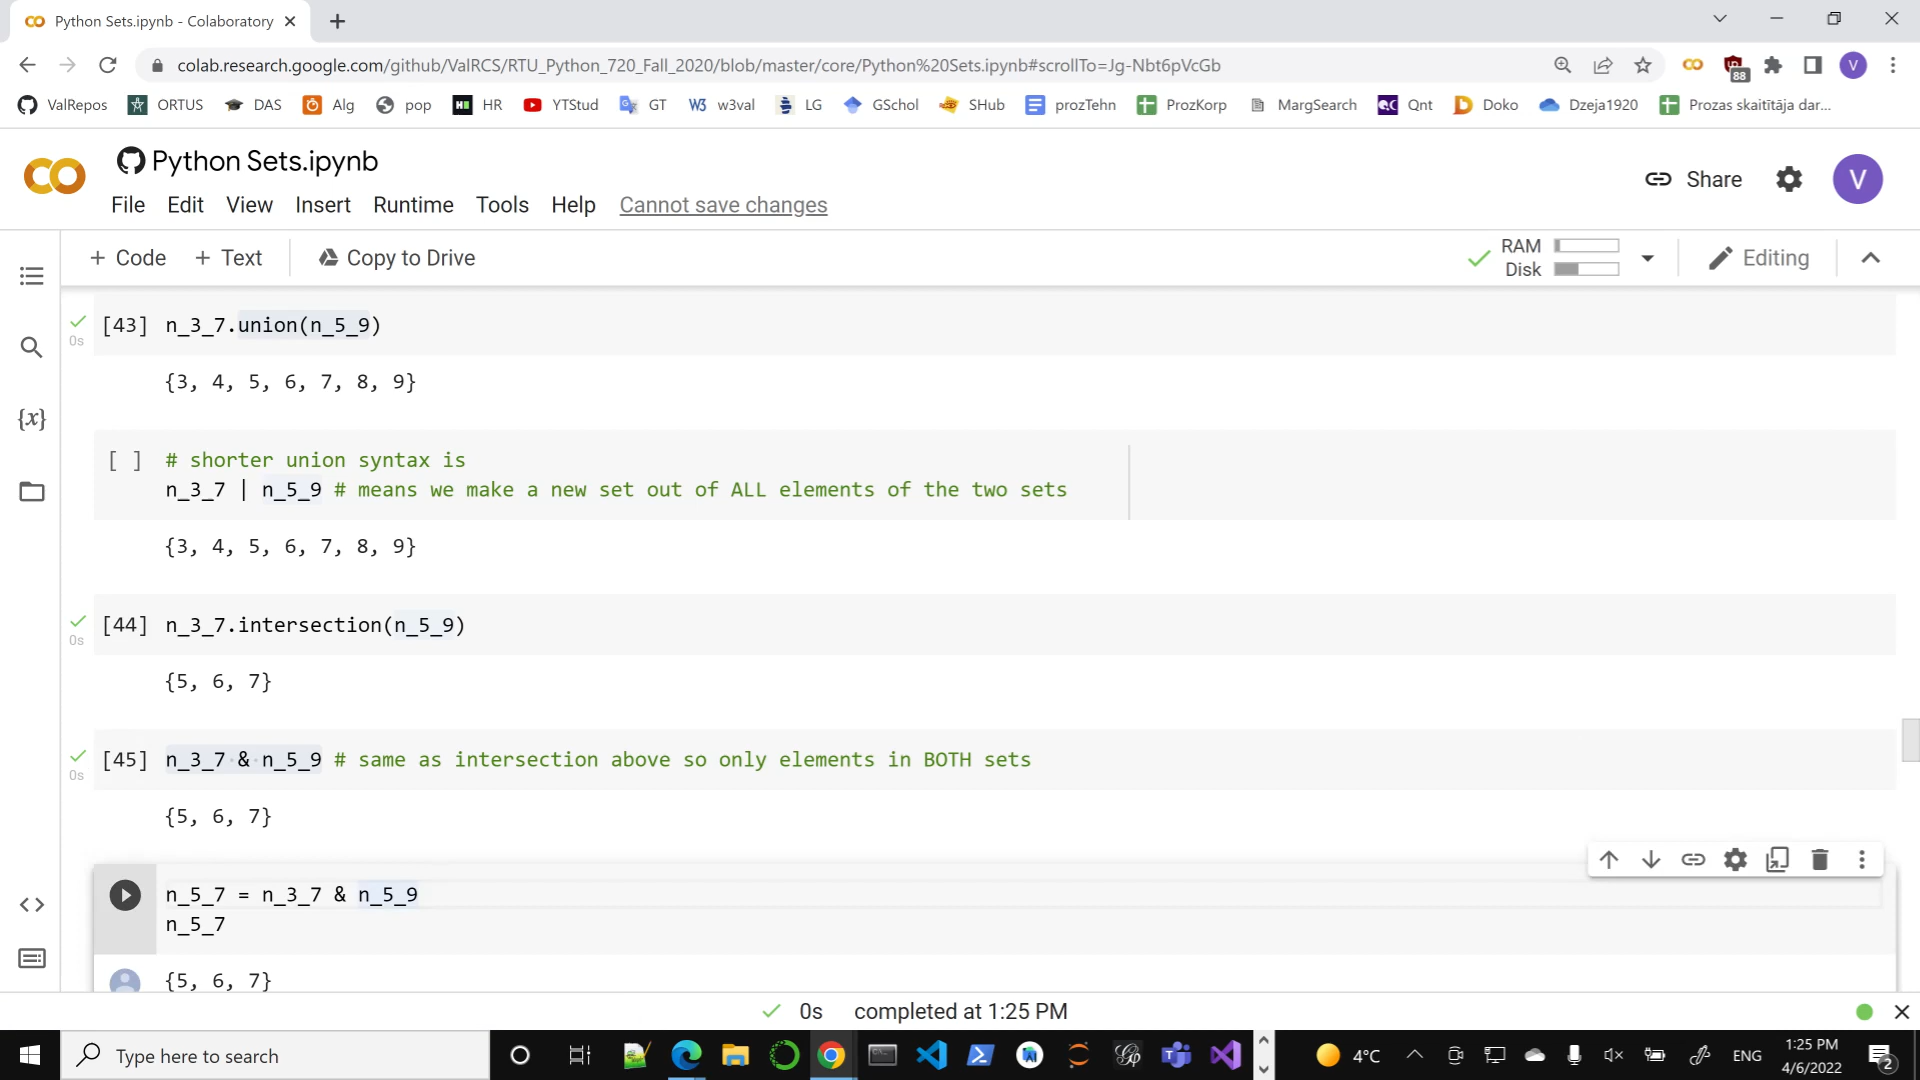 Python Sets.ipynb - Colaboratory
colab.research.google.com/github/ValRCS/RTU_Python_720_Fall_2020/blob/master/core/Python%20Sets.ipynb#scrollTo=Jg-Nbt6pVcGb
88
V
ValRepos ORTUS DAS Alg pop HR YTStud GT w3val LG GSchol SHub prozTehn ProzKorp MargSearch Qnt Doko Dzeja1920 Prozas skaitītāja dar...
Python Sets.ipynb
Share
V
File Edit View Insert Runtime Tools Help Cannot save changes
+ Code + Text Copy to Drive
RAM
Disk
Editing
[43] n_3_7.union(n_5_9)
0s
{3, 4, 5, 6, 7, 8, 9}
[ ] # shorter union syntax is
n_3_7 | n_5_9 # means we make a new set out of ALL elements of the two sets
{3, 4, 5, 6, 7, 8, 9}
[44] n_3_7.intersection(n_5_9)
0s
{5, 6, 7}
[45] n_3_7 & n_5_9 # same as intersection above so only elements in BOTH sets
0s
{5, 6, 7}
n_5_7 = n_3_7 & n_5_9
n_5_7
{5, 6, 7}
0s completed at 1:25 PM
Type here to search
4°C
ENG
1:25 PM
4/6/2022
2